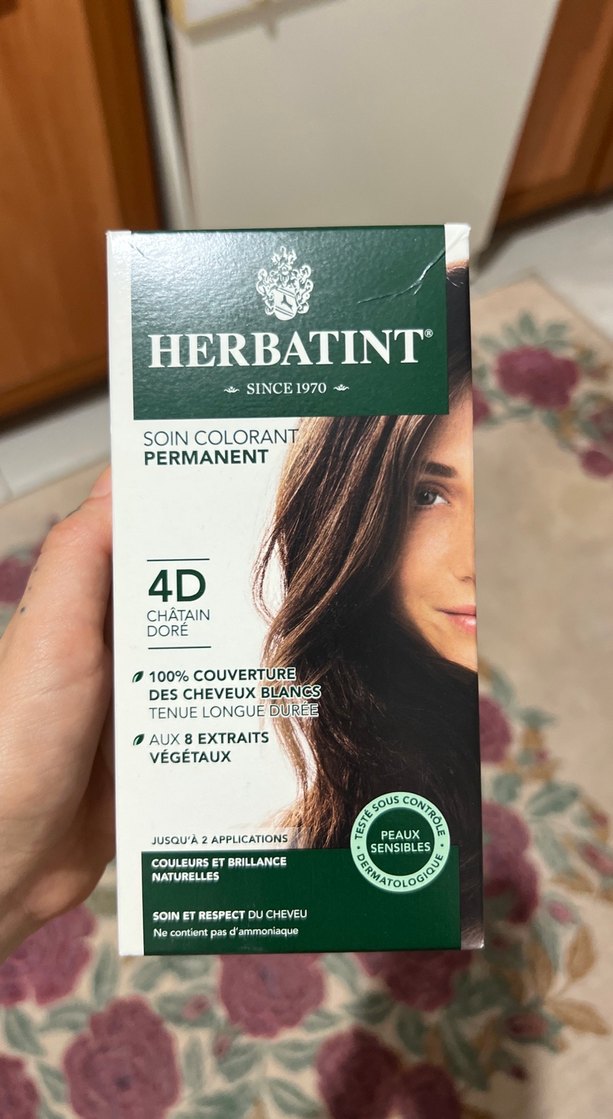 HERBATINT®
SINCE 1970
SOIN COLORANT
PERMANENT
4D
CHÂTAIN
DORÉ
100% COUVERTURE
DES CHEVEUX BLANCS
TENUE LONGUE DURÉE
AUX 8 EXTRAITS
VÉGÉTAUX
JUSQU'À 2 APPLICATIONS
TESTÉ SOUS CONTRÔLE
PEAUX
SENSIBLES
DERMATOLOGIQUE
COULEURS ET BRILLANCE
NATURELLES
SOIN ET RESPECT DU CHEVEU
Ne contient pas d'ammoniaque